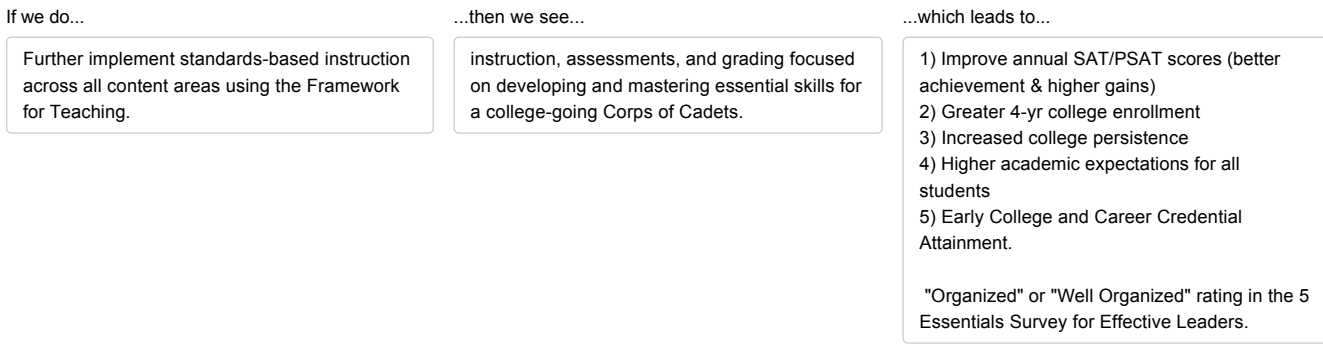 If we do...
Further implement standards-based instruction
across all content areas using the Framework
for Teaching.
...then we see...
instruction, assessments, and grading focused
on developing and mastering essential skills for
a college-going Corps of Cadets.
...which leads to...
1) Improve annual SAT/PSAT scores (better
achievement & higher gains)
2) Greater 4-yr college enrollment
3) Increased college persistence
4) Higher academic expectations for all
students
5) Early College and Career Credential
Attainment.
"Organized" or "Well Organized" rating in the 5
Essentials Survey for Effective Leaders.